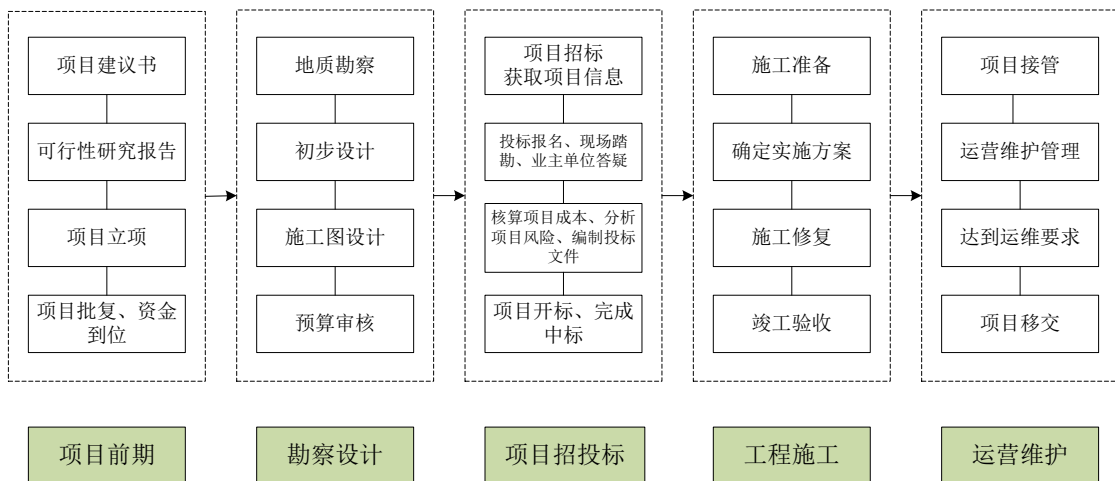 项目建议书
可行性研究报告
项目立项
项目批复、资金
到位
地质勘察
初步设计
施工图设计
预算审核
项目招标
获取项目信息
投标报名、现场踏
勘、业主单位答疑
核算项目成本、分析
项目风险、编制投标
文件
项目开标、完成
中标
施工准备
确定实施方案
施工修复
竣工验收
项目接管
运营维护管理
达到运维要求
项目移交
项目前期
勘察设计
项目招投标
工程施工
运营维护